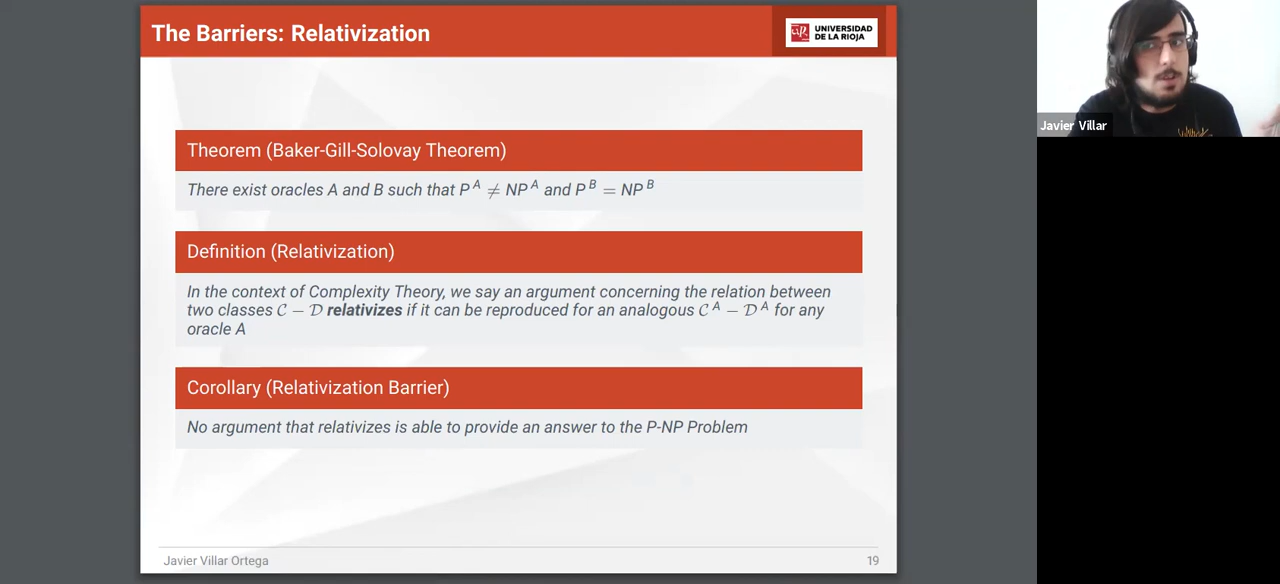 The Barriers: Relativization
UNIVERSIDAD
DE LA RIOJA
Theorem (Baker-Gill-Solovay Theorem)
There exist oracles A and B such that P^A ≠ NP^A and P^B = NP^B
Definition (Relativization)
In the context of Complexity Theory, we say an argument concerning the relation between
two classes 𝒞 − 𝒟 relativizes if it can be reproduced for an analogous 𝒞^A − 𝒟^A for any
oracle A
Corollary (Relativization Barrier)
No argument that relativizes is able to provide an answer to the P-NP Problem
Javier Villar Ortega
19
Javier Villar